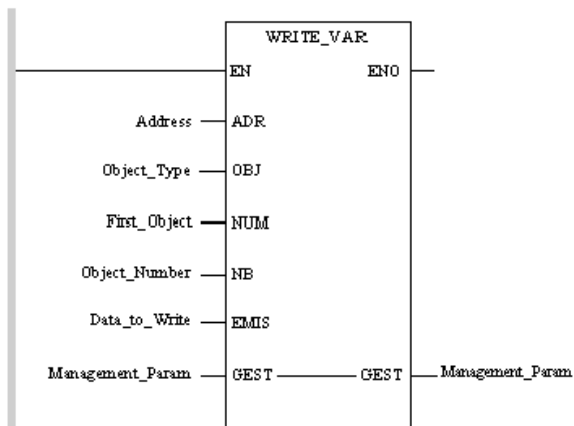 WRITE_VAR
EN ENO
Address ADR
Object_Type OBJ
First_Object NUM
Object_Number NB
Data_to_Write EMIS
Management_Param GEST GEST Management_Param